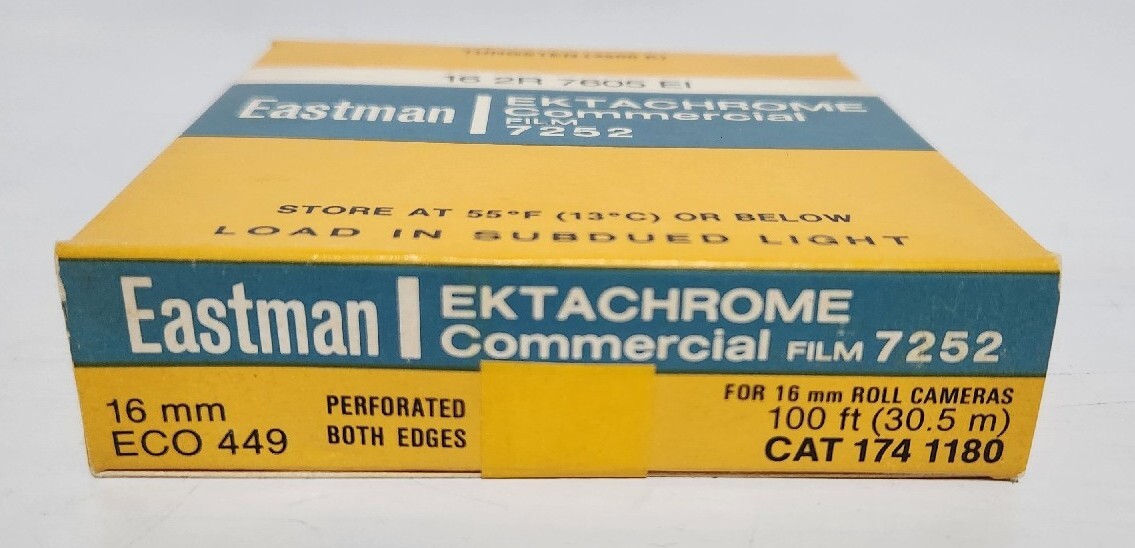 TUNGSTEN (3200 K)
16 2R 7605 EI
Eastman
EKTACHROME
Commercial
FILM
7252
STORE AT 55°F (13°C) OR BELOW
LOAD IN SUBDUED LIGHT
Eastman
EKTACHROME
Commercial FILM 7252
16 mm
ECO 449
PERFORATED
BOTH EDGES
FOR 16 mm ROLL CAMERAS
100 ft (30.5 m)
CAT 174 1180